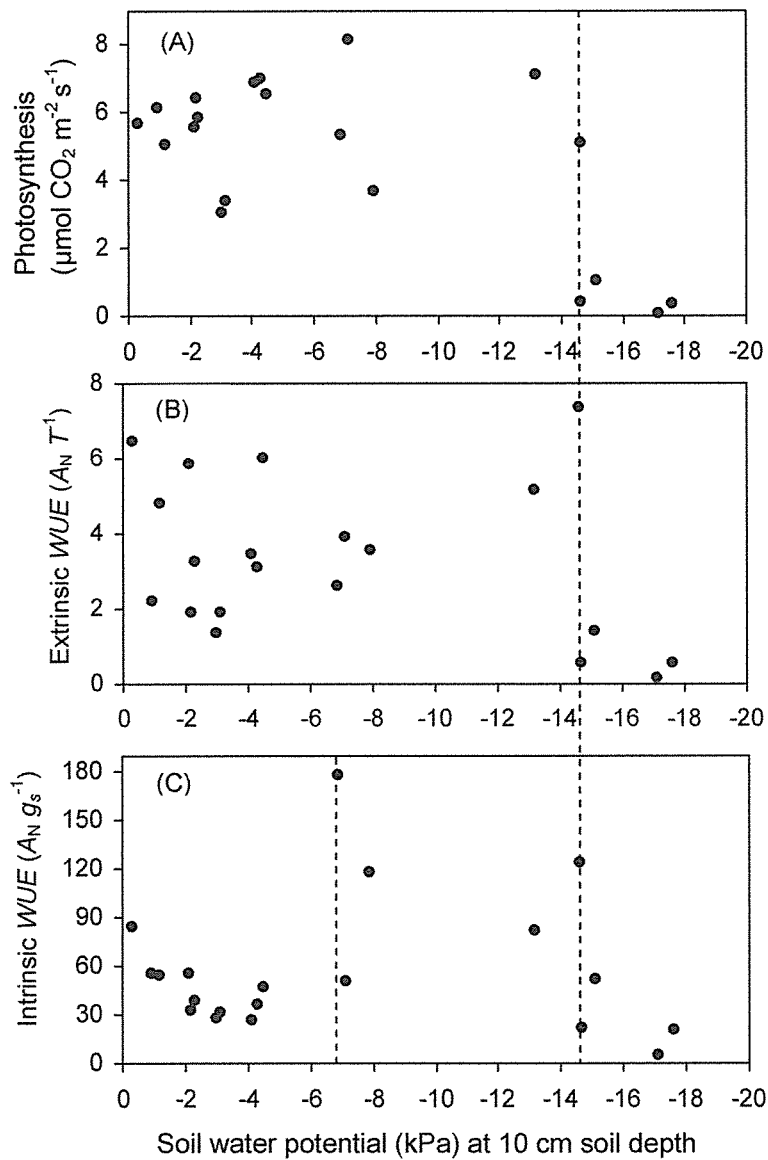 (A)
Photosynthesis
(µmol CO₂ m⁻² s⁻¹)
8
6
4
2
0
0 -2 -4 -6 -8 -10 -12 -14 -16 -18 -20
(B)
Extrinsic WUE (A_N T⁻¹)
8
6
4
2
0
0 -2 -4 -6 -8 -10 -12 -14 -16 -18 -20
(C)
Intrinsic WUE (A_N g_s⁻¹)
180
150
120
90
60
30
0
0 -2 -4 -6 -8 -10 -12 -14 -16 -18 -20
Soil water potential (kPa) at 10 cm soil depth